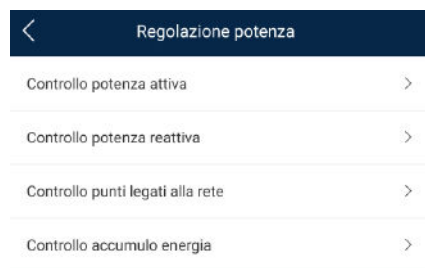 Regolazione potenza
Controllo potenza attiva
Controllo potenza reattiva
Controllo punti legati alla rete
Controllo accumulo energia